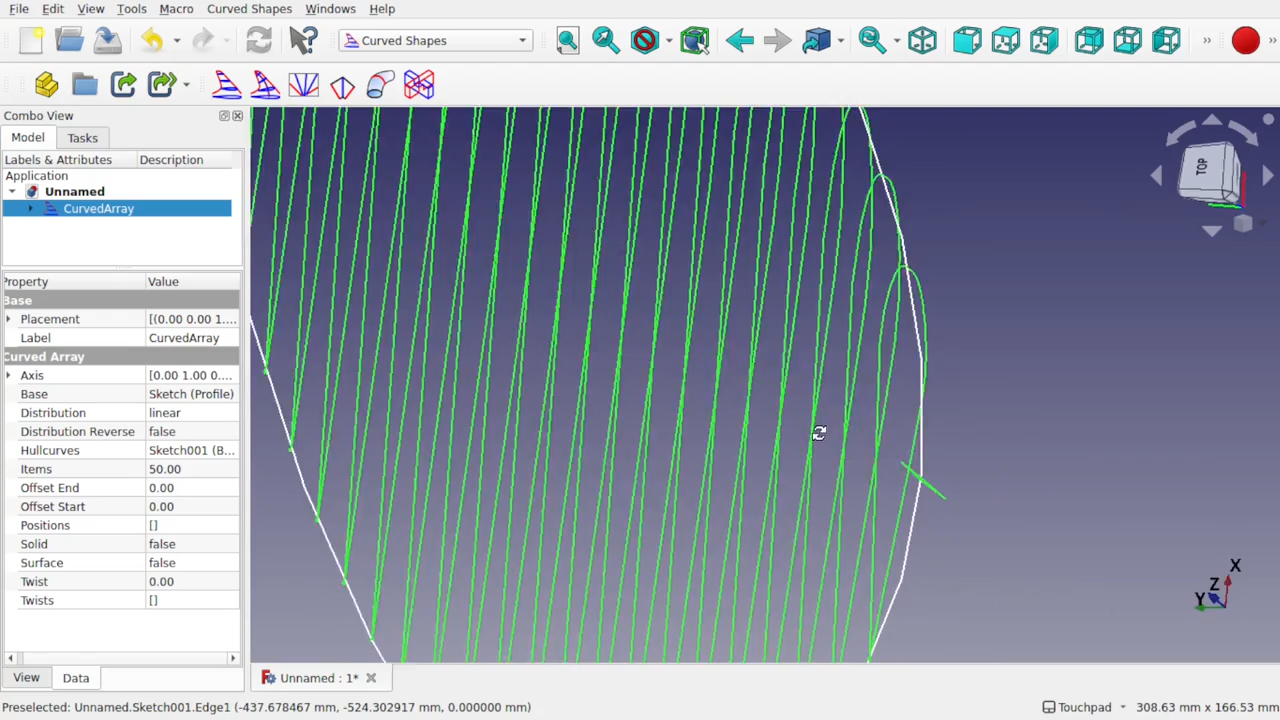 File Edit View Tools Macro Curved Shapes Windows Help
Curved Shapes
Combo View
Model Tasks
Labels & Attributes Description
Application
Unnamed
CurvedArray
Property Value
Base
Placement [(0.00 0.00 1....
Label CurvedArray
Curved Array
Axis [0.00 1.00 0....
Base Sketch (Profile)
Distribution linear
Distribution Reverse false
Hullcurves Sketch001 (B...
Items 50.00
Offset End 0.00
Offset Start 0.00
Positions []
Solid false
Surface false
Twist 0.00
Twists []
View Data
TOP
X
Z
Y
Unnamed : 1*
Preselected: Unnamed.Sketch001.Edge1 (-437.678467 mm, -524.302917 mm, 0.000000 mm) Touchpad 308.63 mm x 166.53 mm